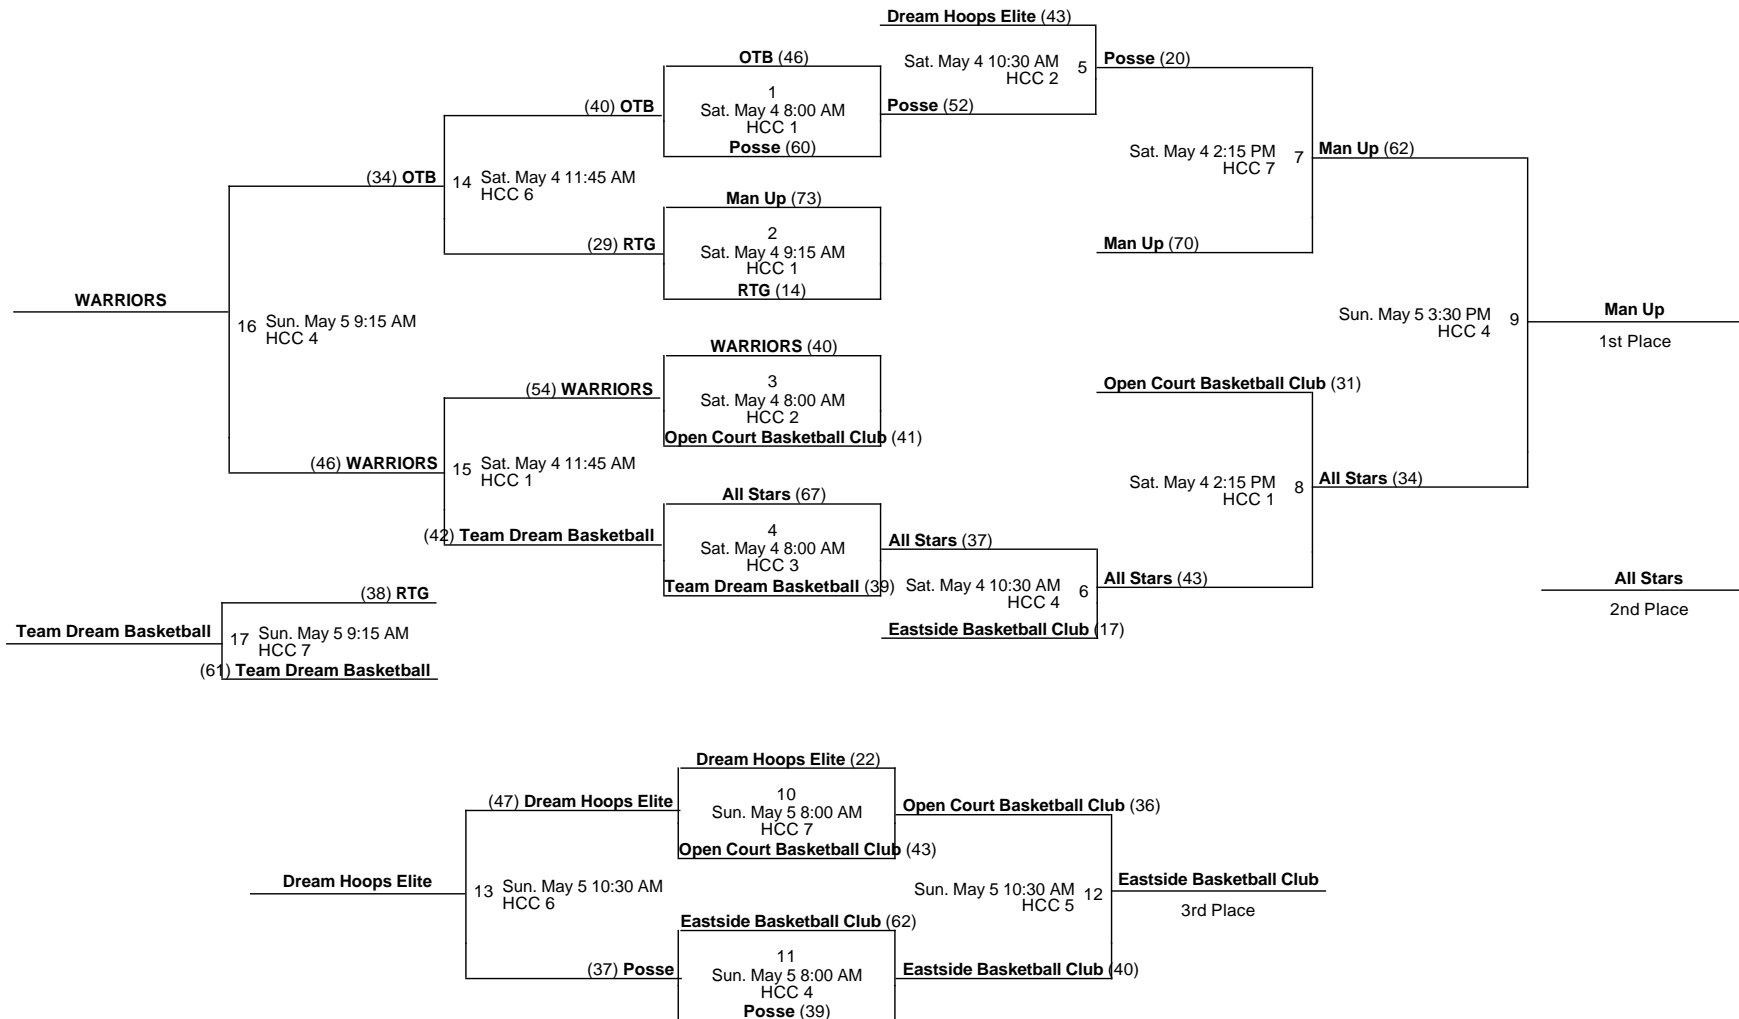 Dream Hoops Elite (43)
OTB (46)
Sat. May 4 10:30 AM
HCC 2
5
Posse (20)
(40) OTB
1
Sat. May 4 8:00 AM
HCC 1
Posse (52)
Posse (60)
Sat. May 4 2:15 PM
HCC 7
7
Man Up (62)
(34) OTB
14
Sat. May 4 11:45 AM
HCC 6
Man Up (73)
(29) RTG
2
Sat. May 4 9:15 AM
HCC 1
RTG (14)
Man Up (70)
WARRIORS
16
Sun. May 5 9:15 AM
HCC 4
Sun. May 5 3:30 PM
HCC 4
9
Man Up
1st Place
WARRIORS (40)
(54) WARRIORS
3
Sat. May 4 8:00 AM
HCC 2
Open Court Basketball Club (41)
Open Court Basketball Club (31)
(46) WARRIORS
15
Sat. May 4 11:45 AM
HCC 1
Sat. May 4 2:15 PM
HCC 1
8
All Stars (34)
All Stars (67)
(42) Team Dream Basketball
4
Sat. May 4 8:00 AM
HCC 3
Team Dream Basketball (39)
All Stars (37)
Sat. May 4 10:30 AM
HCC 4
6
All Stars (43)
Eastside Basketball Club (17)
All Stars
2nd Place
(38) RTG
Team Dream Basketball
17
Sun. May 5 9:15 AM
HCC 7
(61) Team Dream Basketball
Dream Hoops Elite (22)
(47) Dream Hoops Elite
10
Sun. May 5 8:00 AM
HCC 7
Open Court Basketball Club (43)
Open Court Basketball Club (36)
Dream Hoops Elite
13
Sun. May 5 10:30 AM
HCC 6
Sun. May 5 10:30 AM
HCC 5
12
Eastside Basketball Club
3rd Place
Eastside Basketball Club (62)
(37) Posse
11
Sun. May 5 8:00 AM
HCC 4
Posse (39)
Eastside Basketball Club (40)